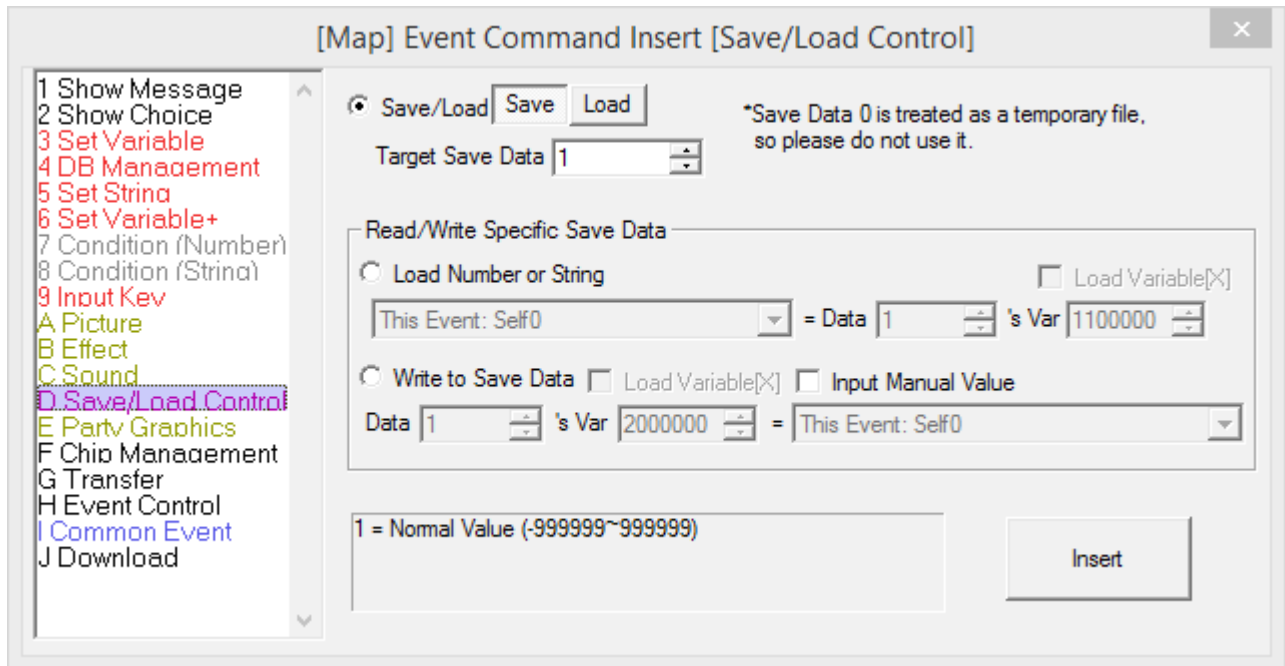 [Map] Event Command Insert [Save/Load Control]
1 Show Message
2 Show Choice
3 Set Variable
4 DB Management
5 Set String
6 Set Variable+
7 Condition (Number)
8 Condition (String)
9 Input Key
A Picture
B Effect
C Sound
D Save/Load Control
E Party Graphics
F Chip Management
G Transfer
H Event Control
I Common Event
J Download
Save/Load Save Load
*Save Data 0 is treated as a temporary file,
so please do not use it.
Target Save Data 1
Read/Write Specific Save Data
Load Number or String
Load Variable[X]
This Event: Self0 = Data 1 's Var 1100000
Write to Save Data Load Variable[X] Input Manual Value
Data 1 's Var 2000000 = This Event: Self0
1 = Normal Value (-999999~999999)
Insert